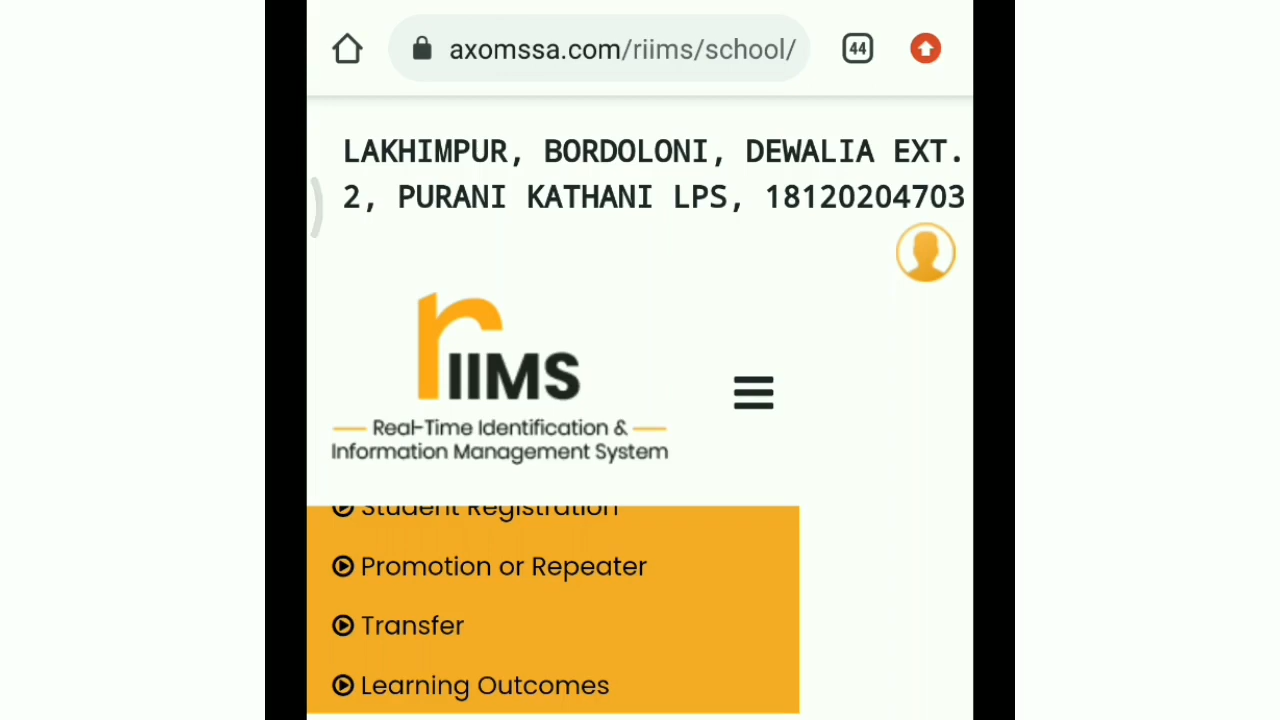 axomssa.com/riims/school/
44
LAKHIMPUR, BORDOLONI, DEWALIA EXT.
2, PURANI KATHANI LPS, 18120204703
rIIMS
Real-Time Identification &
Information Management System
Student Registration
Promotion or Repeater
Transfer
Learning Outcomes